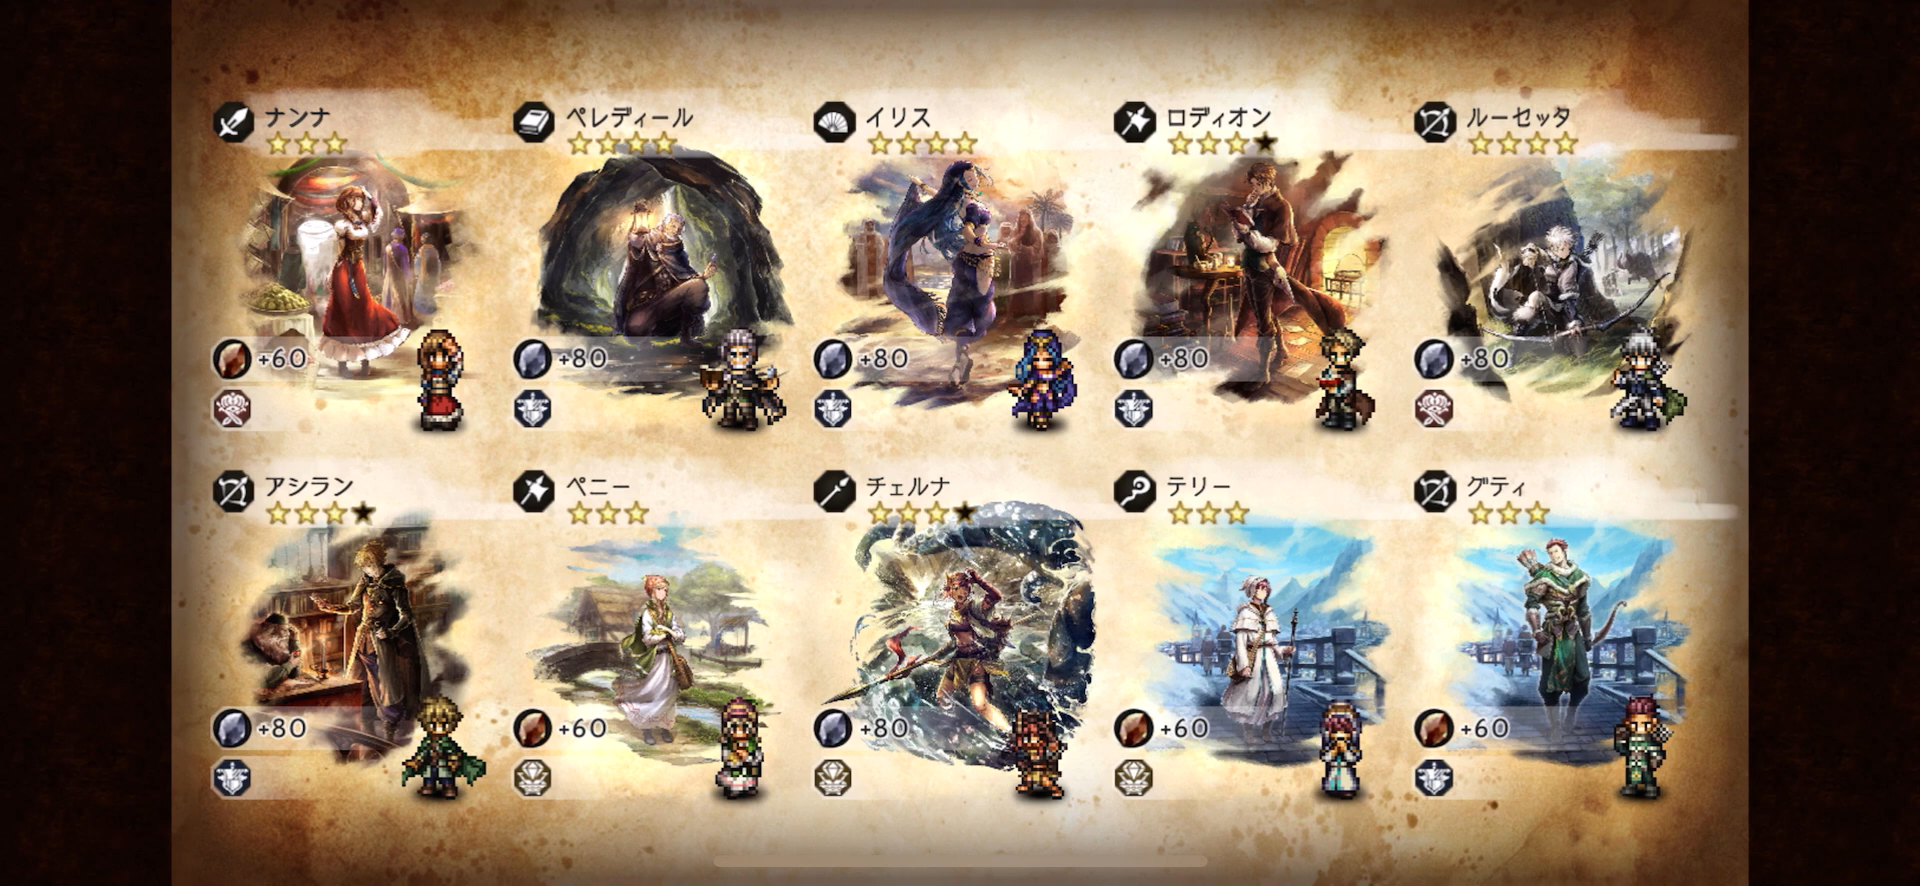 ナンナ
ペレディール
イリス
ロディオン
ルーセッタ
+60
+80
+80
+80
+80
アシラン
ペニー
チェルナ
テリー
グティ
+80
+60
+80
+60
+60